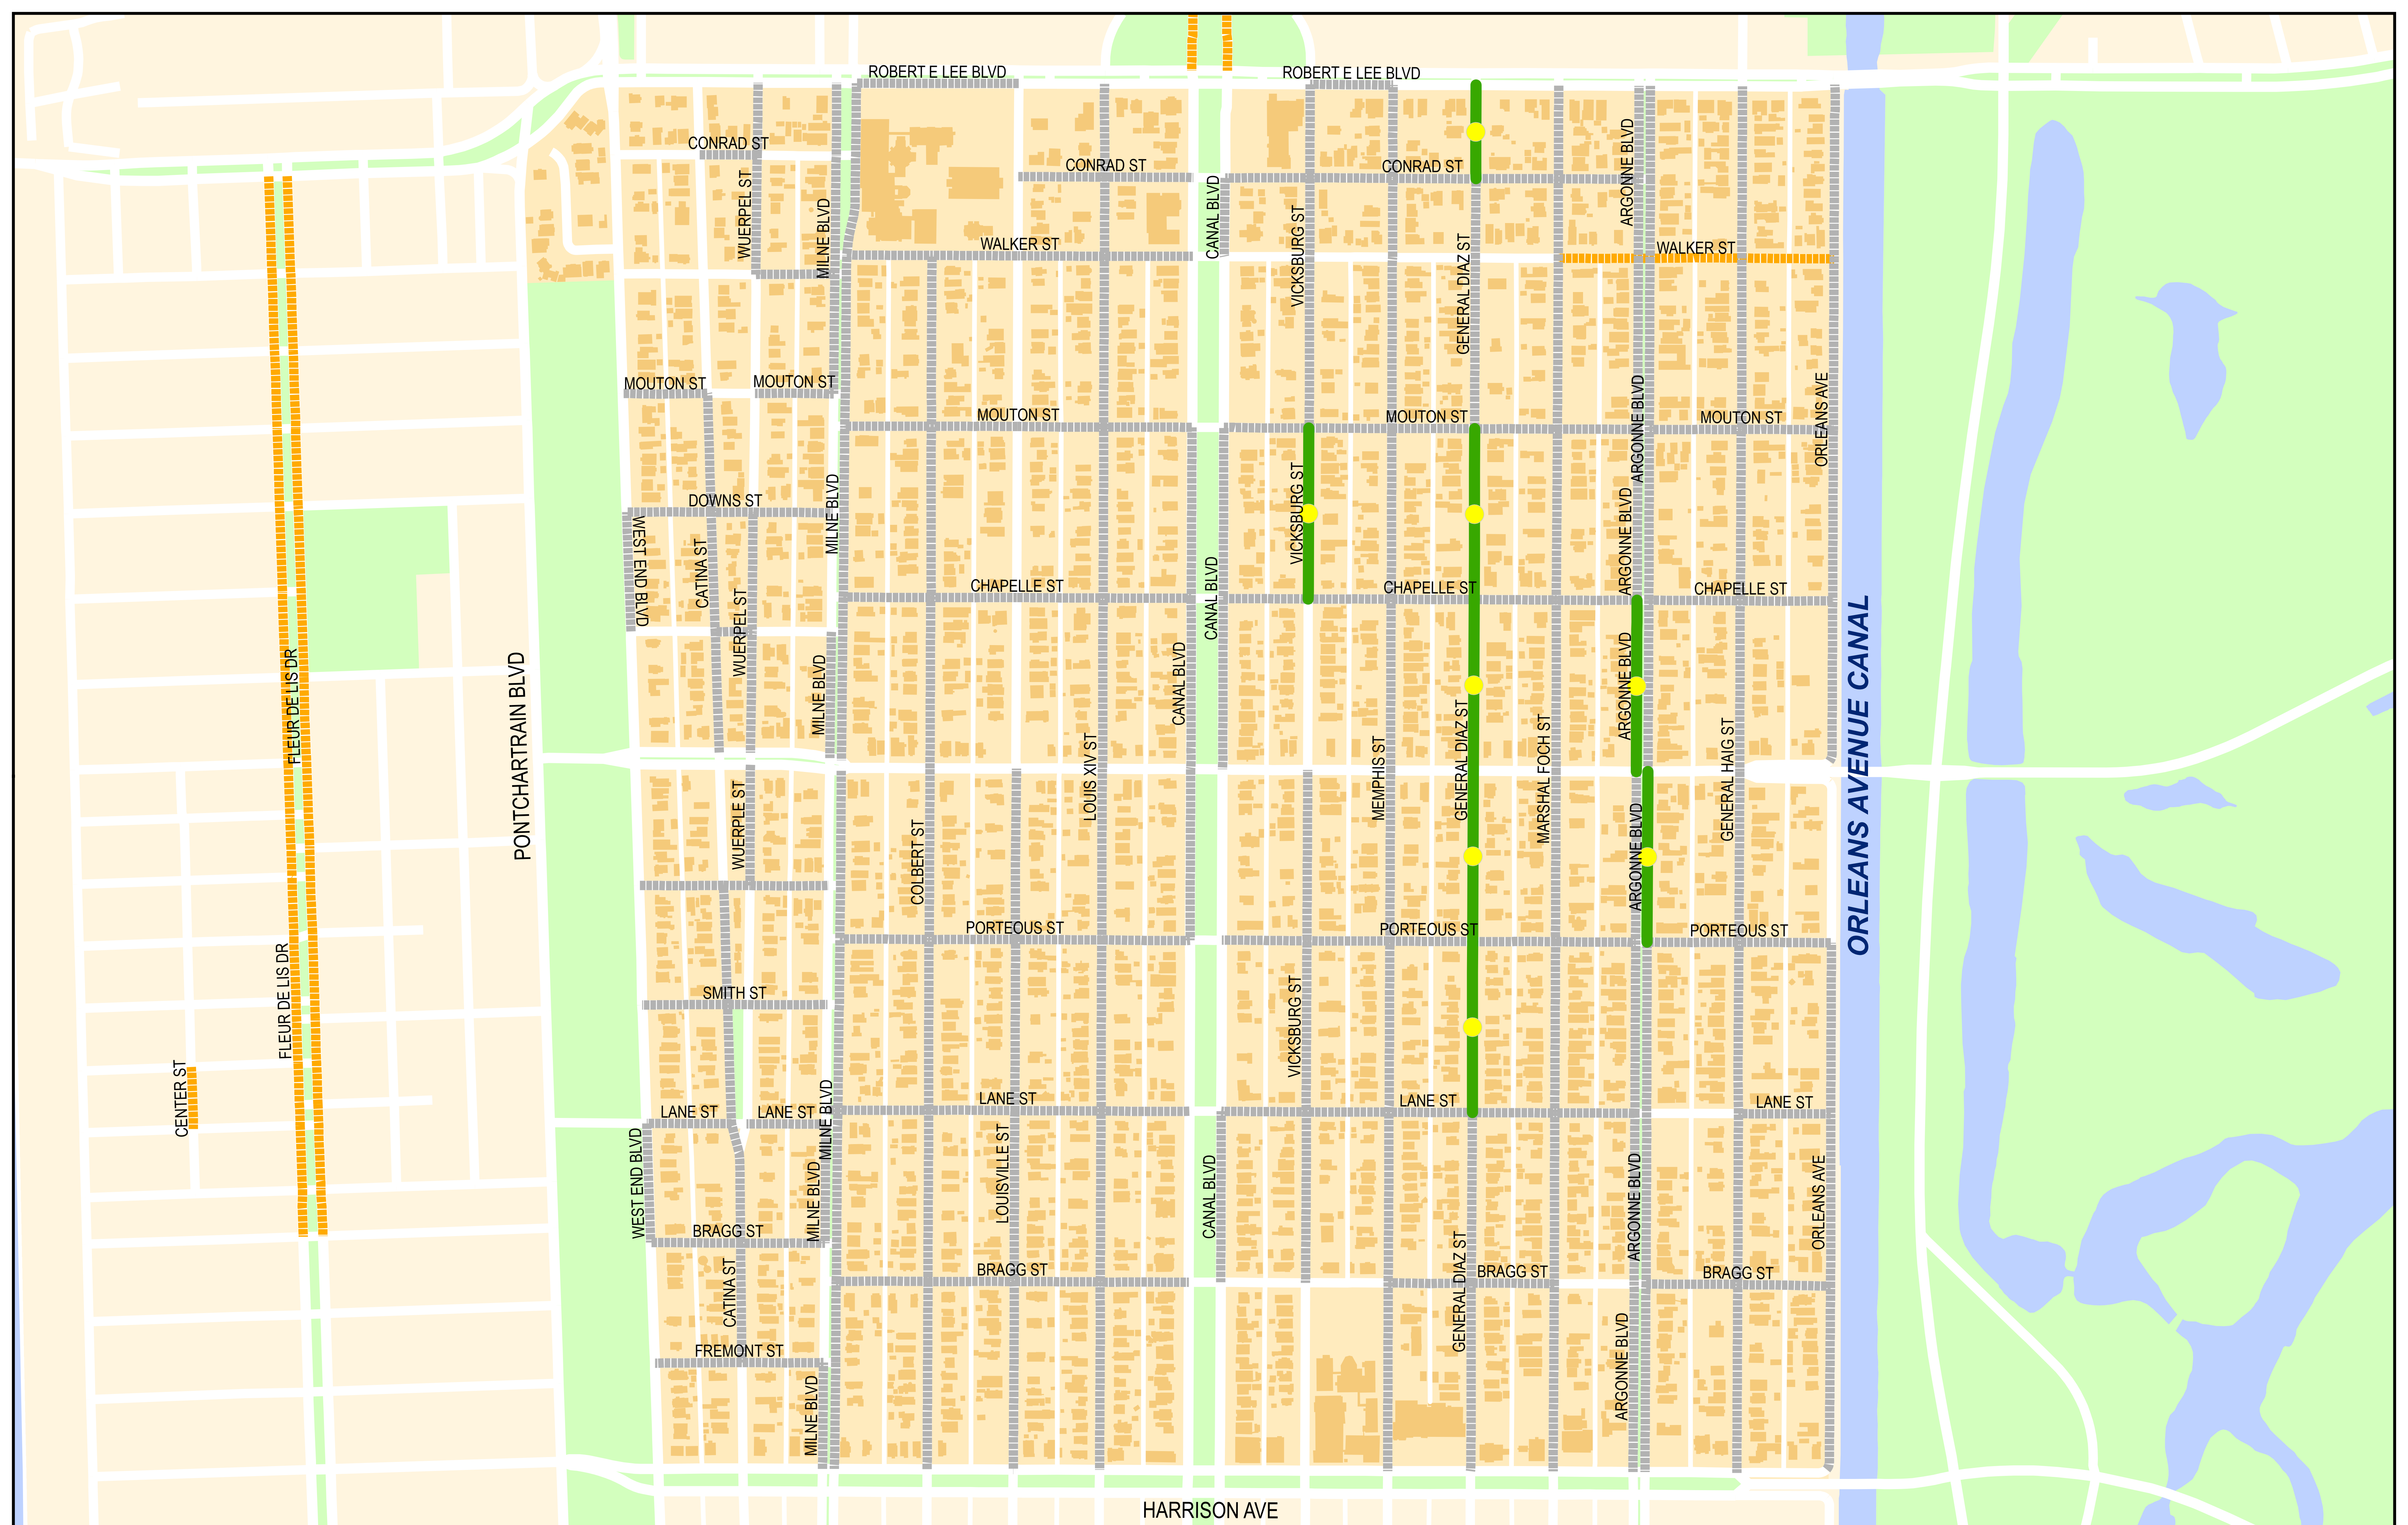 ROBERT E LEE BLVD
ROBERT E LEE BLVD
CONRAD ST
CONRAD ST
CONRAD ST
ARGONNE BLVD
WUERPEL ST
MILNE BLVD
CANAL BLVD
VICKSBURG ST
GENERAL DIAZ ST
WALKER ST
WALKER ST
MOUTON ST
MOUTON ST
MOUTON ST
MOUTON ST
MOUTON ST
ARGONNE BLVD
ORLEANS AVE
DOWNS ST
MILNE BLVD
VICKSBURG ST
ARGONNE BLVD
WEST END BLVD
CATINA ST
WUERPEL ST
CHAPELLE ST
CHAPELLE ST
CHAPELLE ST
CANAL BLVD
CANAL BLVD
MILNE BLVD
ARGONNE BLVD
FLEUR DE LIS DR
PONTCHARTRAIN BLVD
ORLEANS AVENUE CANAL
LOUIS XIV ST
MEMPHIS ST
GENERAL DIAZ ST
MARSHAL FOCH ST
GENERAL HAIG ST
WUERPLE ST
COLBERT ST
ARGONNE BLVD
PORTEOUS ST
PORTEOUS ST
PORTEOUS ST
FLEUR DE LIS DR
SMITH ST
VICKSBURG ST
CENTER ST
LANE ST
LANE ST
LANE ST
LANE ST
LANE ST
MILNE BLVD
WEST END BLVD
MILNE BLVD
LOUISVILLE ST
CANAL BLVD
ARGONNE BLVD
ORLEANS AVE
BRAGG ST
BRAGG ST
BRAGG ST
BRAGG ST
CATINA ST
GENERAL DIAZ ST
ARGONNE BLVD
FREMONT ST
MILNE BLVD
HARRISON AVE